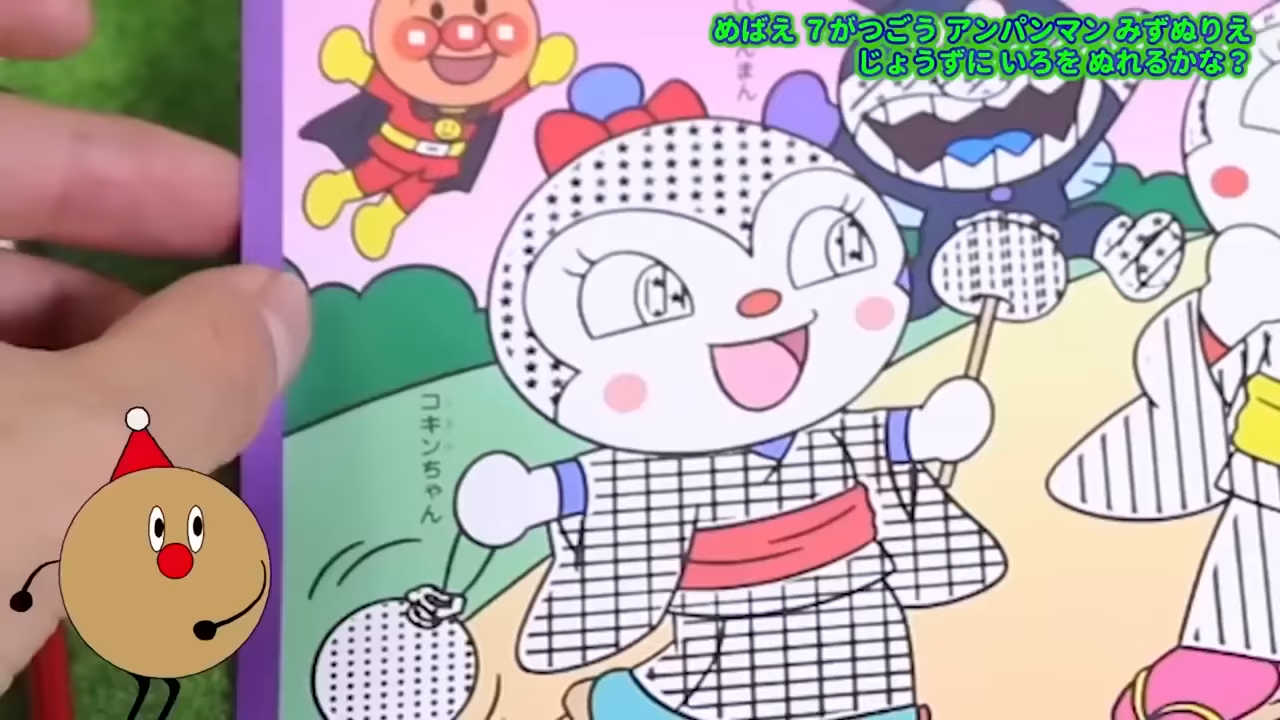 めばえ 7がつごう アンパンマン みずぬりえ
じょうずに いろを ぬれるかな？
コキンちゃん